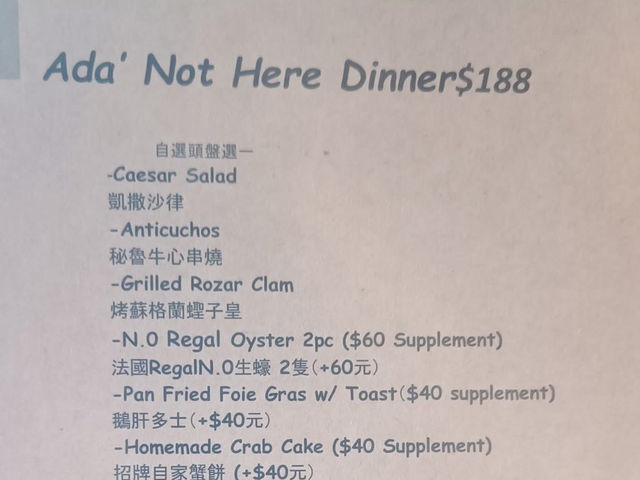 Ada' Not Here Dinner$188
自選頭盤選一
-Caesar Salad
凱撒沙律
-Anticuchos
秘魯牛心串燒
-Grilled Rozar Clam
烤蘇格蘭蟶子皇
-N.0 Regal Oyster 2pc ($60 Supplement)
法國RegalN.0生蠔 2隻(+60元)
-Pan Fried Foie Gras w/ Toast($40 supplement)
鵝肝多士(+$40元)
-Homemade Crab Cake ($40 Supplement)
招牌自家蟹餅 (+$40元)